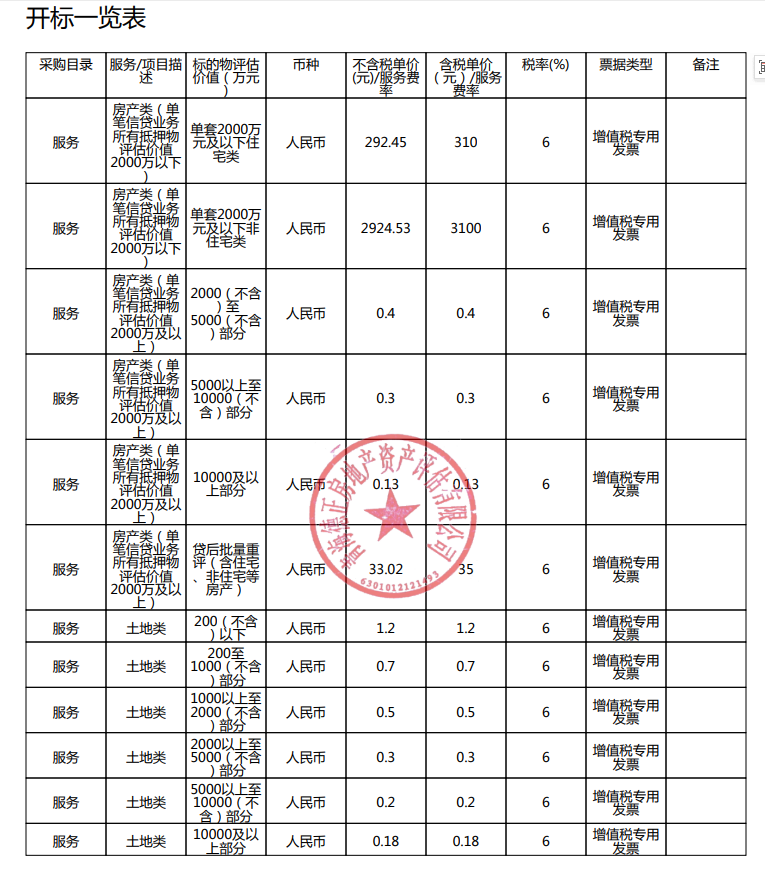 开标一览表
采购目录 服务/项目描述 标的物评估价值（万元） 币种 不含税单价(元)/服务费率 含税单价（元）/服务费率 税率(%) 票据类型 备注
服务 房产类（单笔信贷业务所有抵押物评估价值2000万以下） 单套2000万元及以下住宅类 人民币 292.45 310 6 增值税专用发票
服务 房产类（单笔信贷业务所有抵押物评估价值2000万以下） 单套2000万元及以下非住宅类 人民币 2924.53 3100 6 增值税专用发票
服务 房产类（单笔信贷业务所有抵押物评估价值2000万及以上） 2000（不含）至5000（不含）部分 人民币 0.4 0.4 6 增值税专用发票
服务 房产类（单笔信贷业务所有抵押物评估价值2000万及以上） 5000以上至10000（不含）部分 人民币 0.3 0.3 6 增值税专用发票
服务 房产类（单笔信贷业务所有抵押物评估价值2000万及以上） 10000及以上部分 人民币 0.13 0.13 6 增值税专用发票
服务 房产类（单笔信贷业务所有抵押物评估价值2000万及以上） 贷后批量重评（含住宅、非住宅等房产） 人民币 33.02 35 6 增值税专用发票
服务 土地类 200（不含）以下 人民币 1.2 1.2 6 增值税专用发票
服务 土地类 200至1000（不含）部分 人民币 0.7 0.7 6 增值税专用发票
服务 土地类 1000以上至2000（不含）部分 人民币 0.5 0.5 6 增值税专用发票
服务 土地类 2000以上至5000（不含）部分 人民币 0.3 0.3 6 增值税专用发票
服务 土地类 5000以上至10000（不含）部分 人民币 0.2 0.2 6 增值税专用发票
服务 土地类 10000及以上部分 人民币 0.18 0.18 6 增值税专用发票
正房地产资产评估有限公司
6301012121493